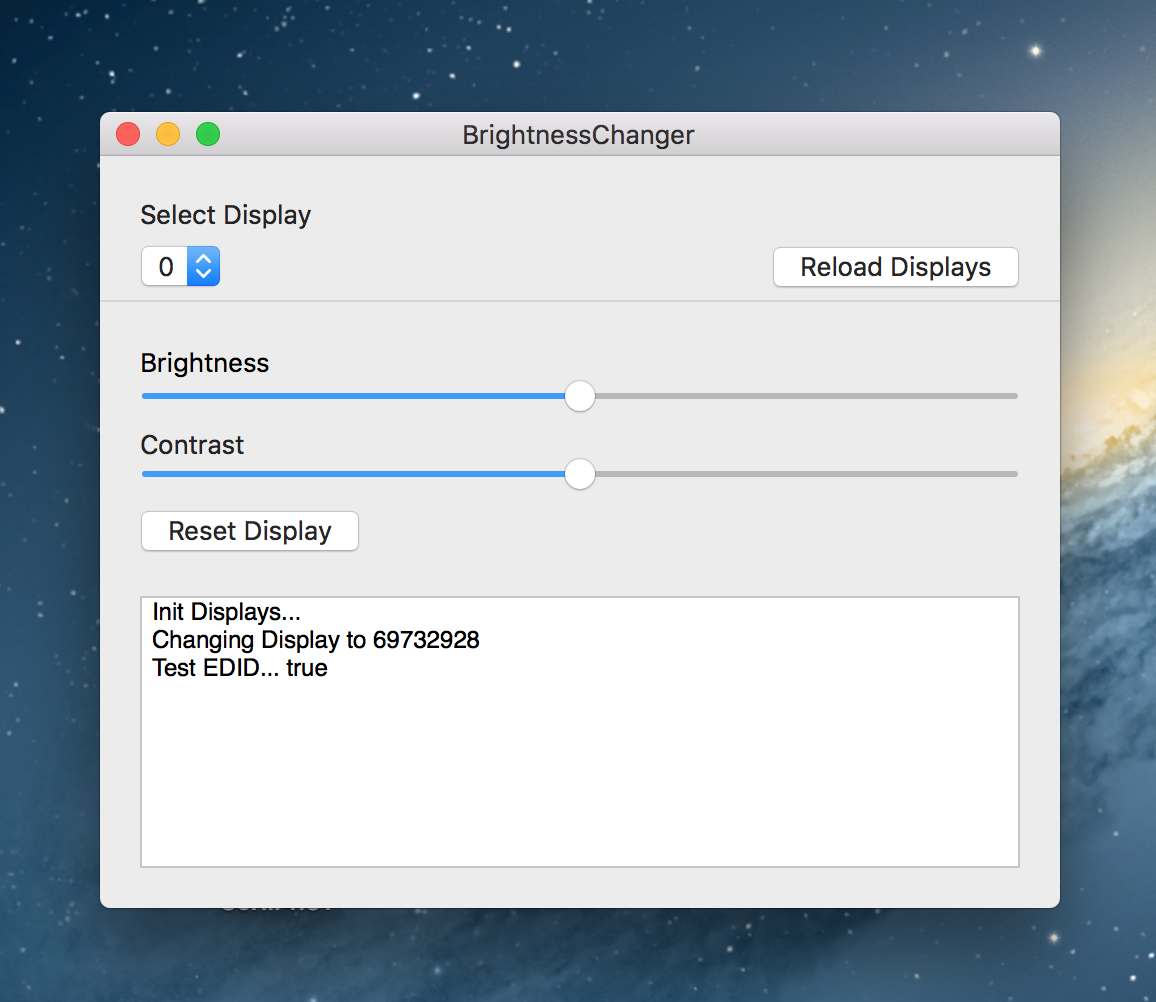 BrightnessChanger
Select Display
0
Reload Displays
Brightness
Contrast
Reset Display
Init Displays...
Changing Display to 69732928
Test EDID... true